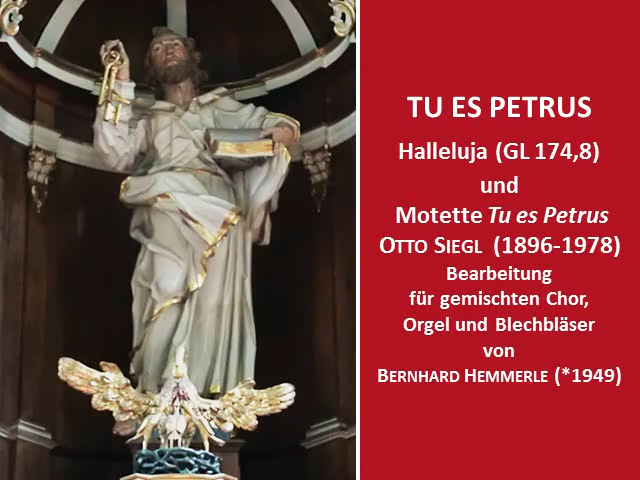 TU ES PETRUS
Halleluja (GL 174,8)
und
Motette Tu es Petrus
OTTO SIEGL (1896-1978)
Bearbeitung
für gemischten Chor,
Orgel und Blechbläser
von
BERNHARD HEMMERLE (*1949)